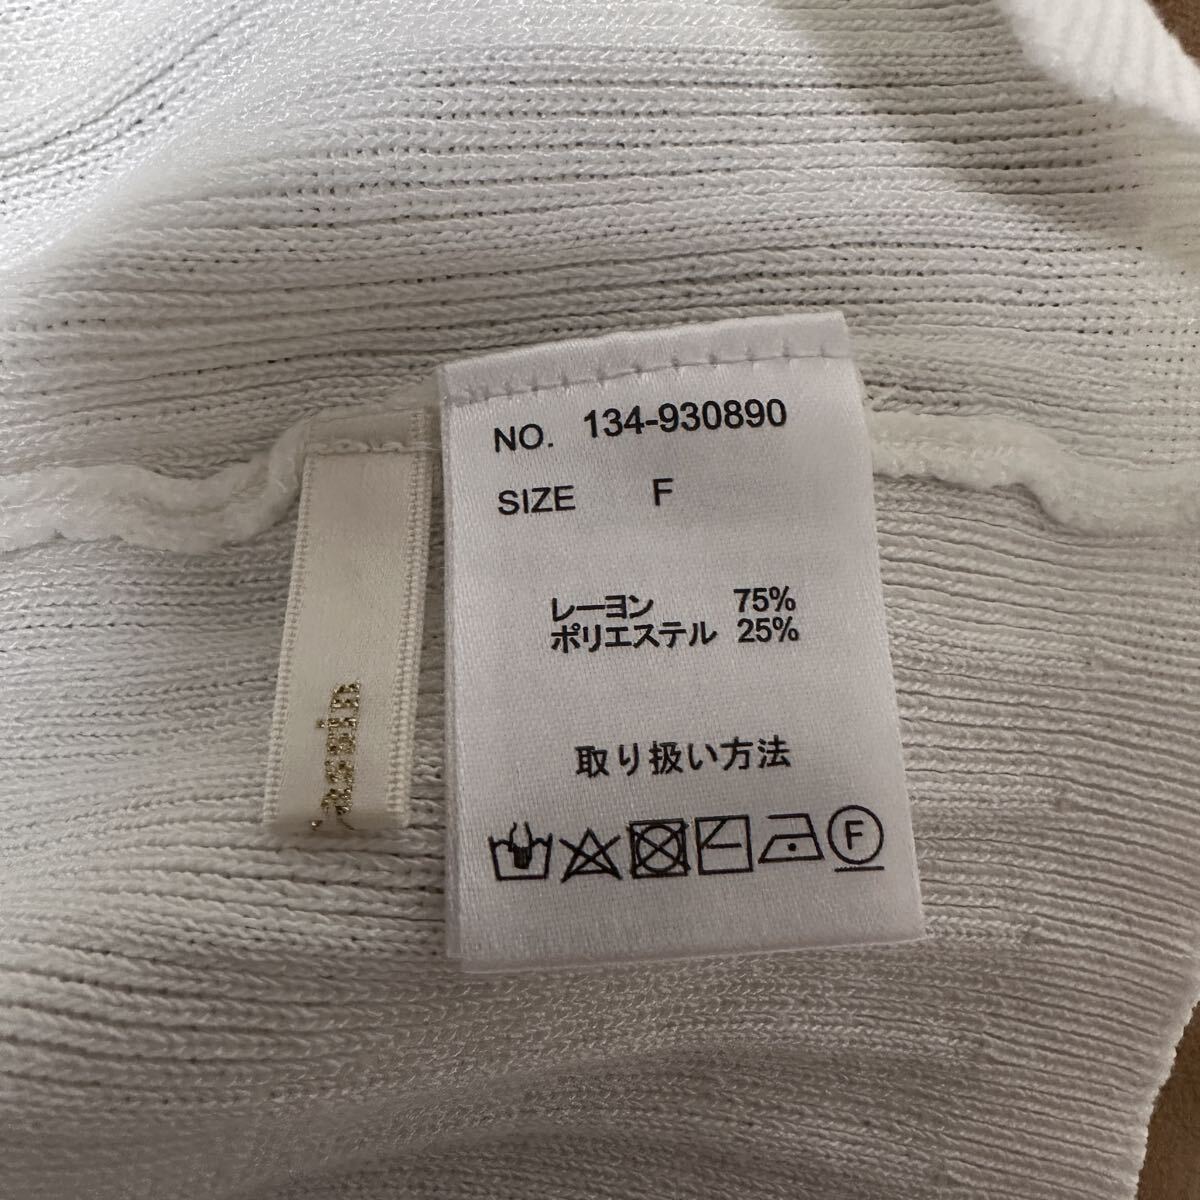 NO. 134-930890
SIZE F
レーヨン 75%
ポリエステル 25%
取り扱い方法
F